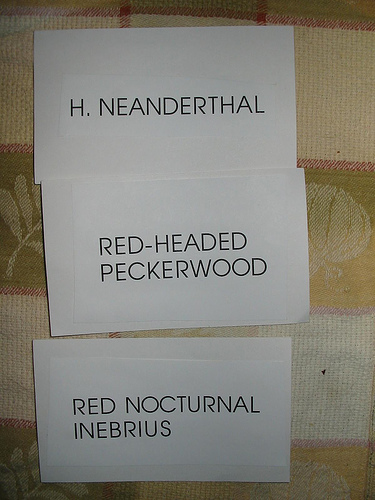 H. NEANDERTHAL
RED-HEADED
PECKERWOOD
RED NOCTURNAL
INEBRIUS